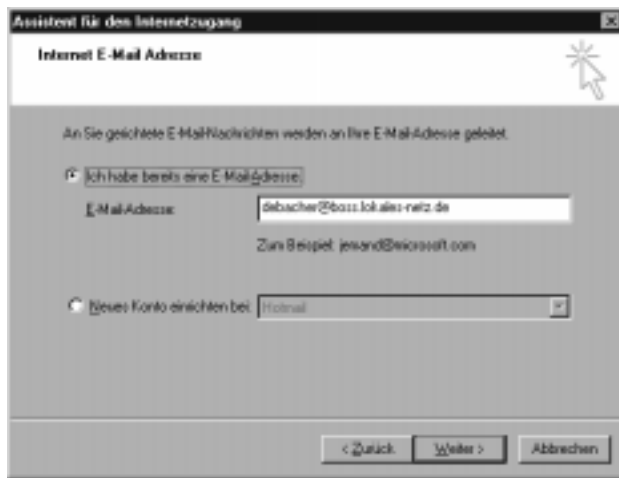 Assistent für den Internetzugang
Internet E-Mail Adresse
An Sie gerichtete E-Mail-Nachrichten werden an Ihre E-Mail-Adresse geleitet.
Ich habe bereits eine E-Mail-Adresse:
E-Mail-Adresse: debacher@boss.lokales-netz.de
Zum Beispiel: jemand@microsoft.com
Neues Konto einrichten bei: Hotmail
< Zurück Weiter > Abbrechen